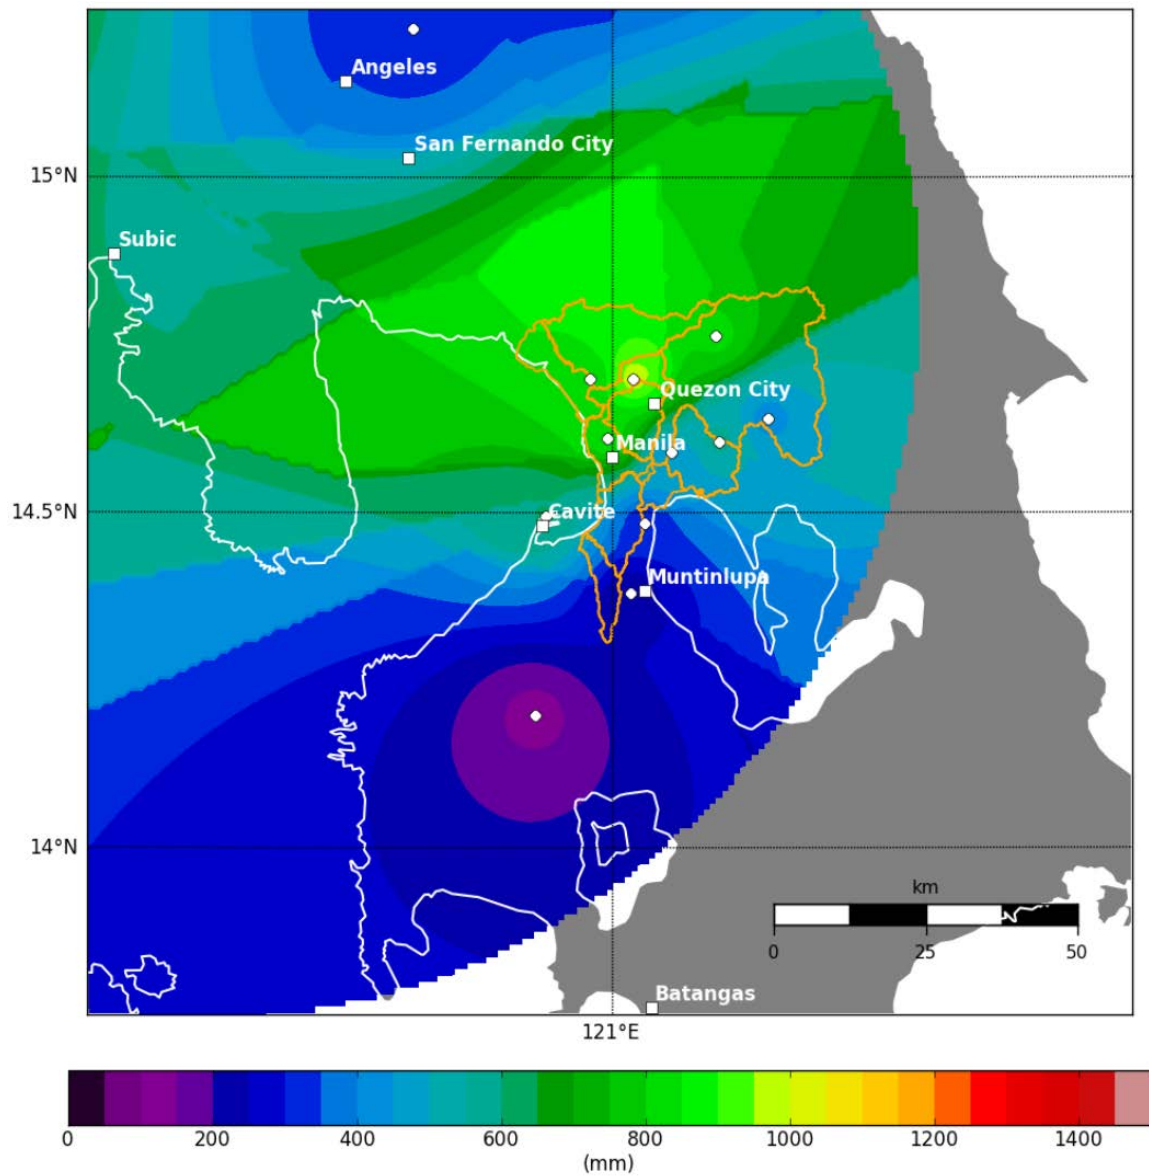 Angeles
San Fernando City
15°N
Subic
Quezon City
Manila
14.5°N
Cavite
Muntinlupa
14°N
km
0 25 50
Batangas
121°E
0 200 400 600 800 1000 1200 1400
(mm)